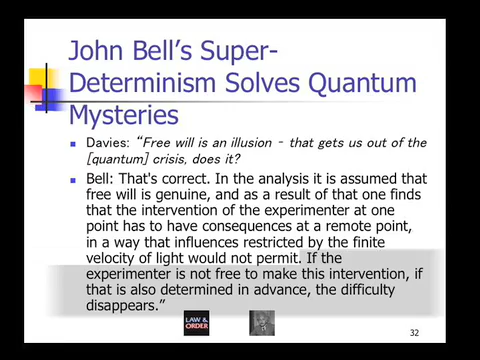 John Bell's Super-
Determinism Solves Quantum
Mysteries
Davies: “Free will is an illusion – that gets us out of the
[quantum] crisis, does it?
Bell: That's correct. In the analysis it is assumed that
free will is genuine, and as a result of that one finds
that the intervention of the experimenter at one
point has to have consequences at a remote point,
in a way that influences restricted by the finite
velocity of light would not permit. If the
experimenter is not free to make this intervention, if
that is also determined in advance, the difficulty
disappears.”
LAW &
ORDER
32